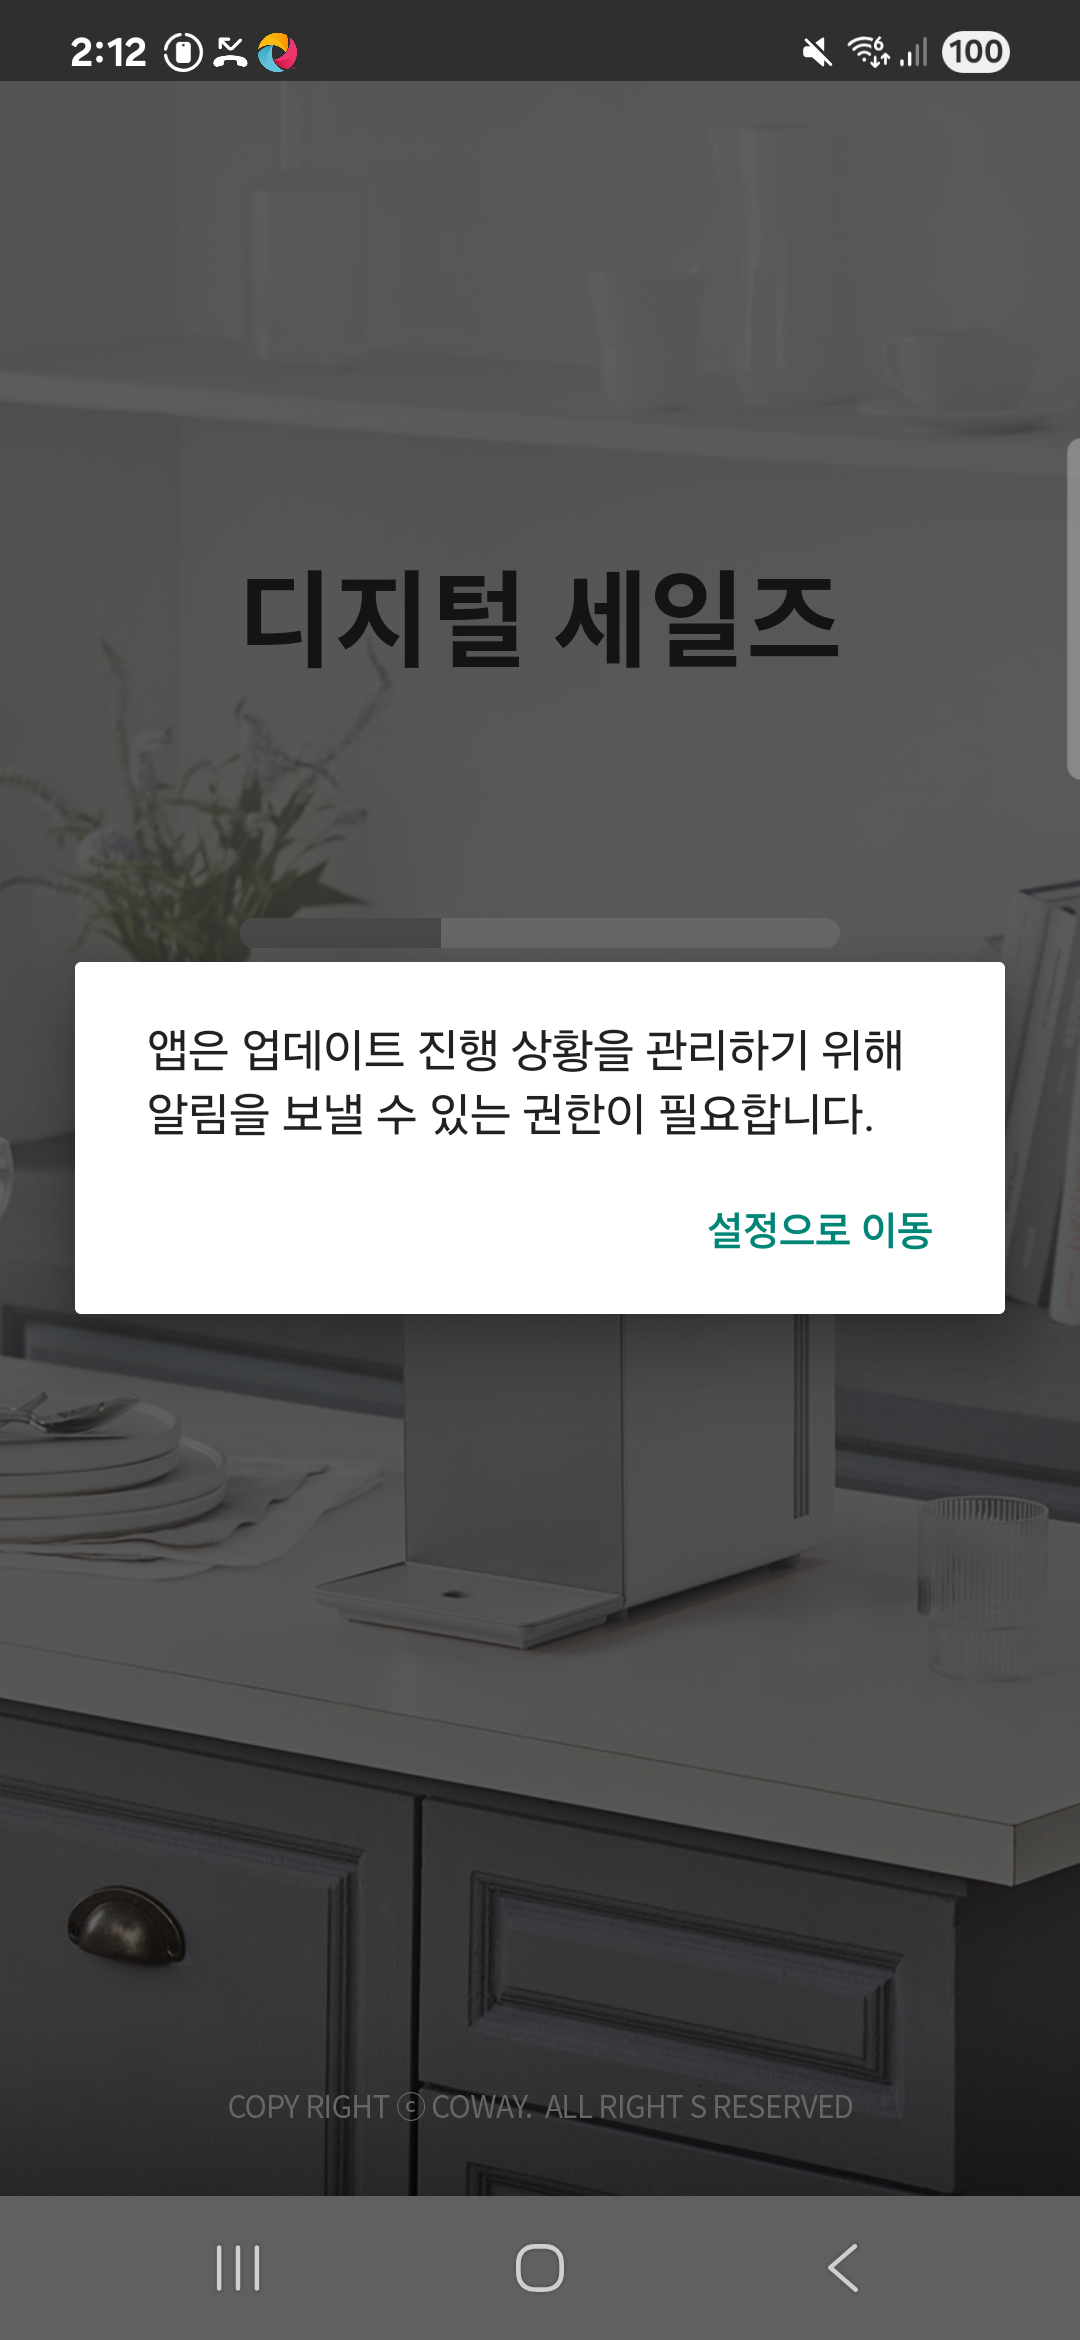 2:12
6
100
디지털 세일즈
앱은 업데이트 진행 상황을 관리하기 위해
알림을 보낼 수 있는 권한이 필요합니다.
설정으로 이동
COPY RIGHT ⓒ COWAY. ALL RIGHT S RESERVED